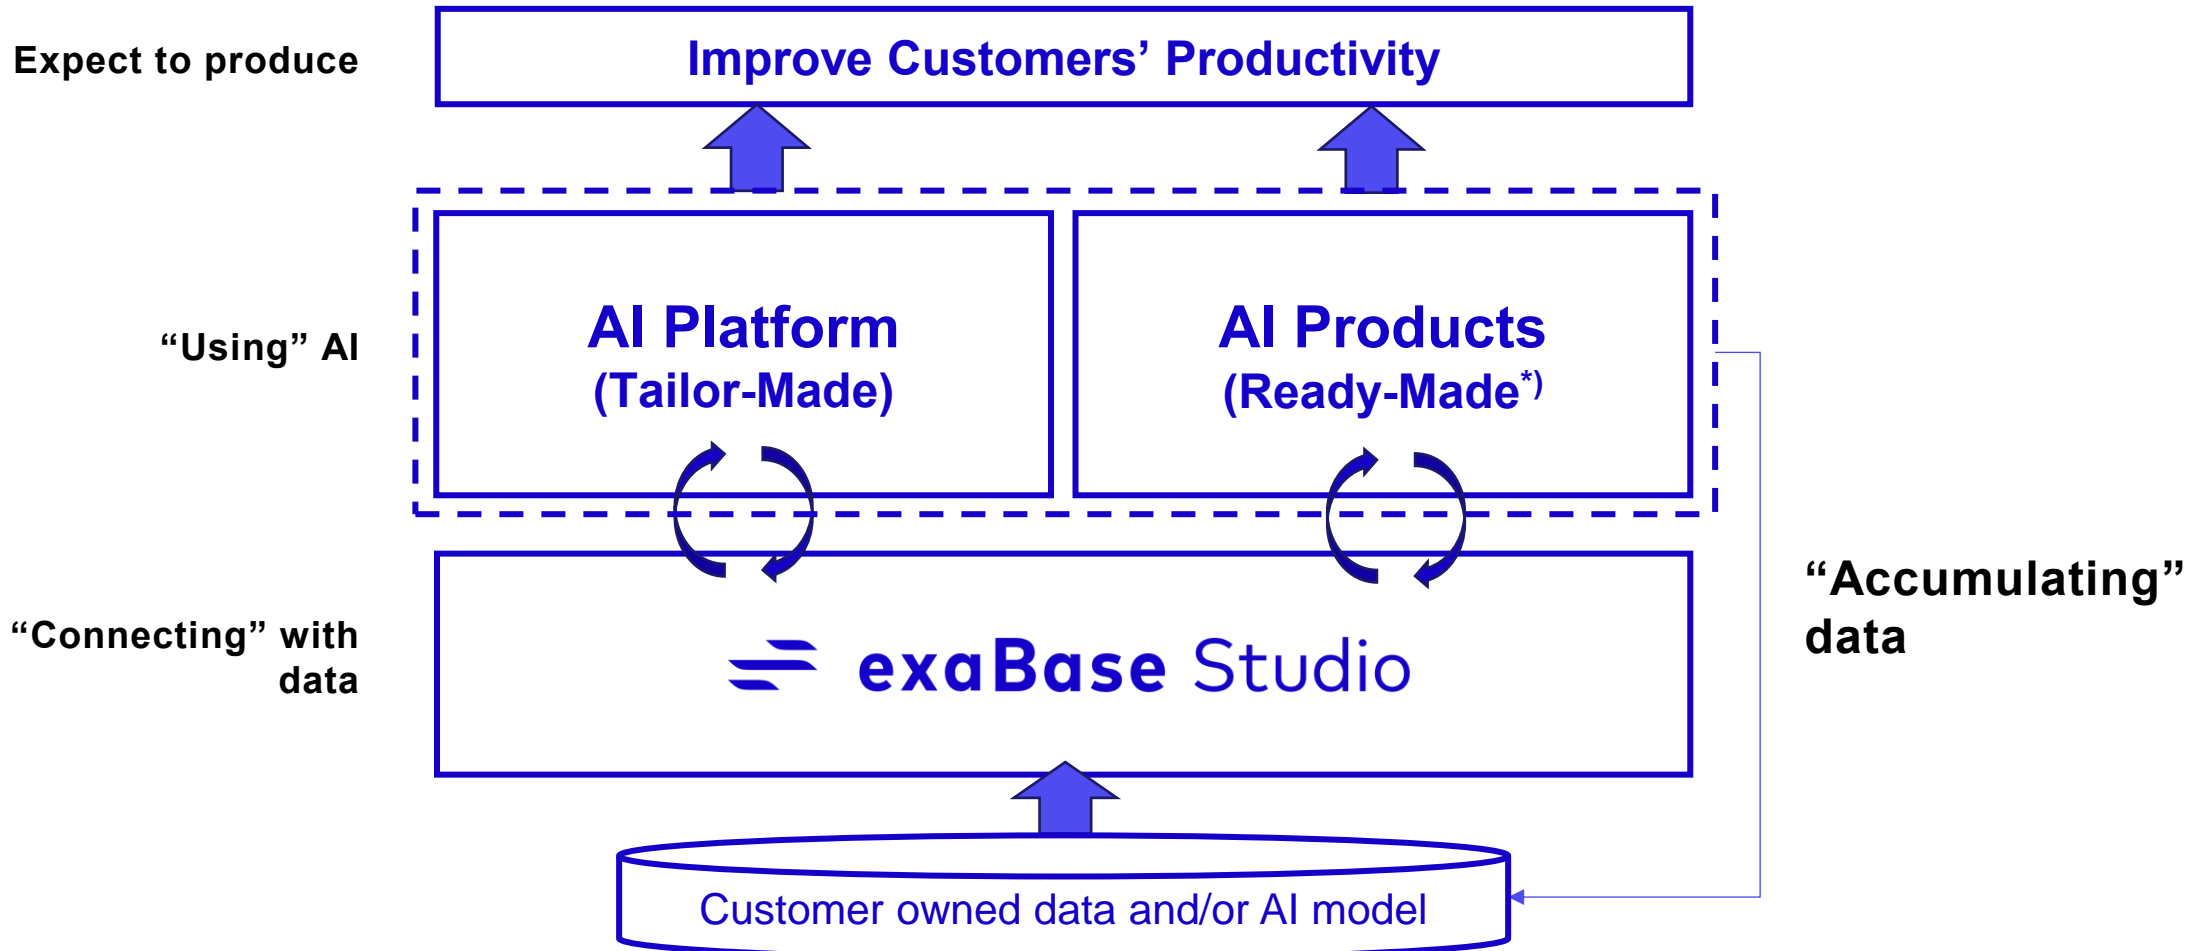 Expect to produce
Improve Customers’ Productivity
“Using” AI
AI Platform
(Tailor-Made)
AI Products
(Ready-Made*)
“Connecting” with
data
exaBase Studio
“Accumulating”
data
Customer owned data and/or AI model